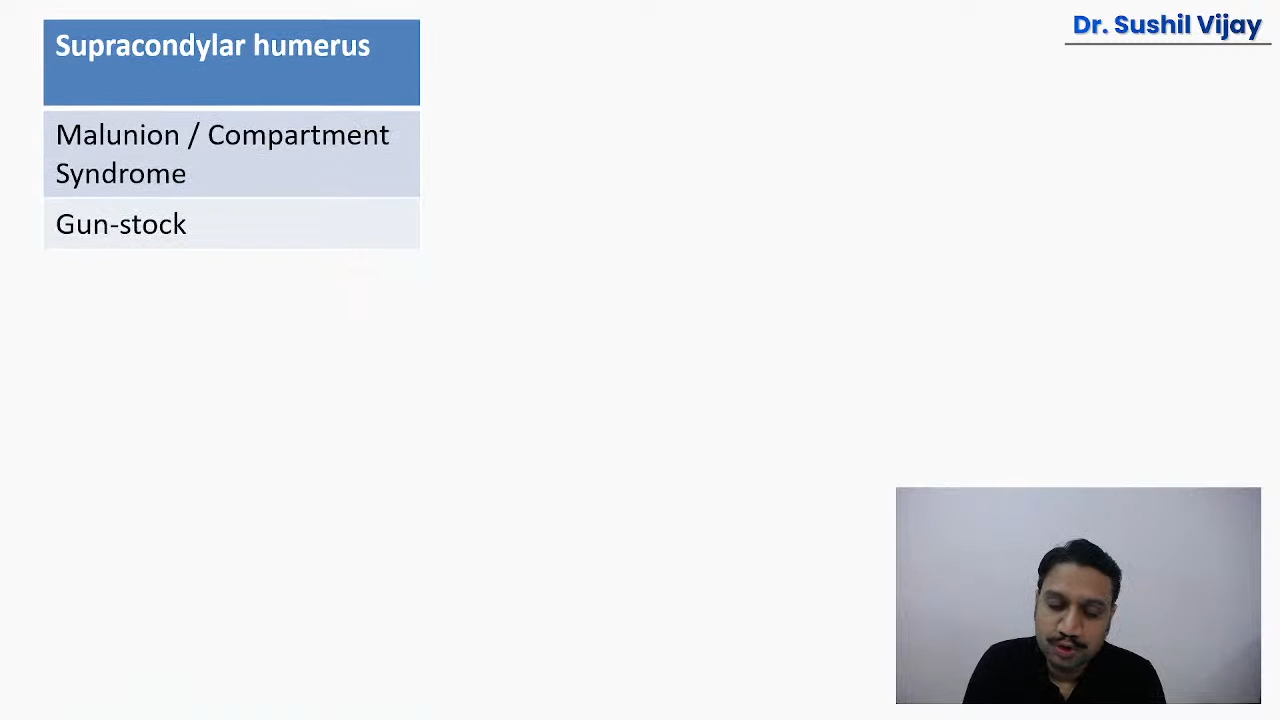 Dr. Sushil Vijay
Supracondylar humerus
Malunion / Compartment
Syndrome
Gun-stock